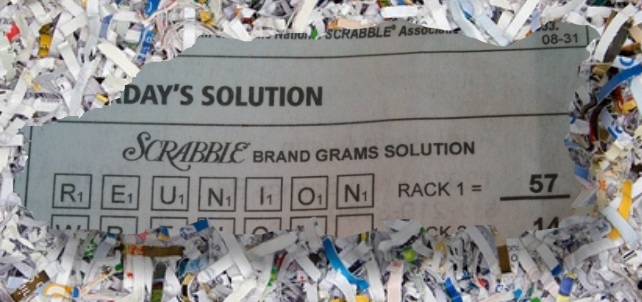 SCRABBLE® 
08-31
DAY'S SOLUTION
SCRABBLE BRAND GRAMS SOLUTION
R1 E1 U1 N1 I1 O1 N1 RACK 1 = 57
14